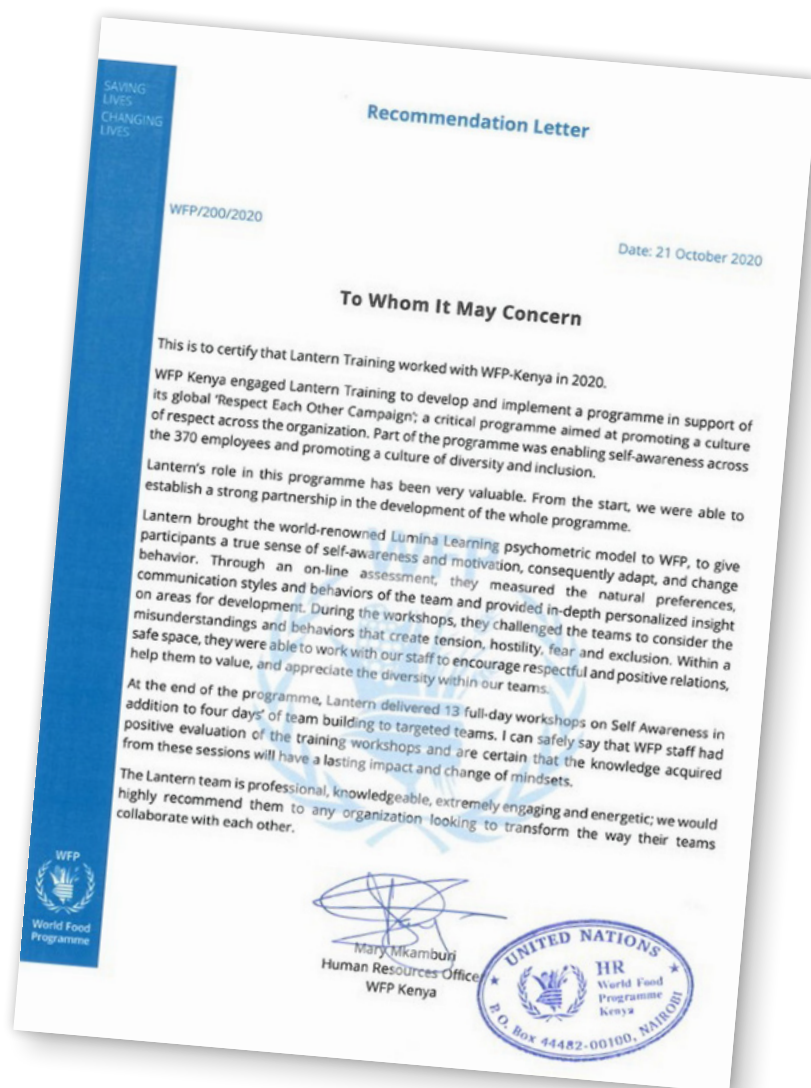 SAVING
LIVES
CHANGING
LIVES
Recommendation Letter
WFP/200/2020
Date: 21 October 2020
To Whom It May Concern
This is to certify that Lantern Training worked with WFP-Kenya in 2020.
WFP Kenya engaged Lantern Training to develop and implement a programme in support of
its global ‘Respect Each Other Campaign’; a critical programme aimed at promoting a culture
of respect across the organization. Part of the programme was enabling self-awareness across
the 370 employees and promoting a culture of diversity and inclusion.
Lantern’s role in this programme has been very valuable. From the start, we were able to
establish a strong partnership in the development of the whole programme.
Lantern brought the world-renowned Lumina Learning psychometric model to WFP, to give
participants a true sense of self-awareness and motivation, consequently adapt, and change
behavior. Through an on-line assessment, they measured the natural preferences,
communication styles and behaviors of the team and provided in-depth personalized insight
on areas for development. During the workshops, they challenged the teams to consider the
misunderstandings and behaviors that create tension, hostility, fear and exclusion. Within a
safe space, they were able to work with our staff to encourage respectful and positive relations,
help them to value, and appreciate the diversity within our teams.
At the end of the programme, Lantern delivered 13 full-day workshops on Self Awareness in
addition to four days’ of team building to targeted teams. I can safely say that WFP staff had
positive evaluation of the training workshops and are certain that the knowledge acquired
from these sessions will have a lasting impact and change of mindsets.
The Lantern team is professional, knowledgeable, extremely engaging and energetic; we would
highly recommend them to any organization looking to transform the way their teams
collaborate with each other.
WFP
Mary Mkamburi
Human Resources Office
WFP Kenya
WFP
World Food
Programme
UNITED NATIONS
HR
World Food
Programme
Kenya
P.O. Box 44482-00100, NAIROBI